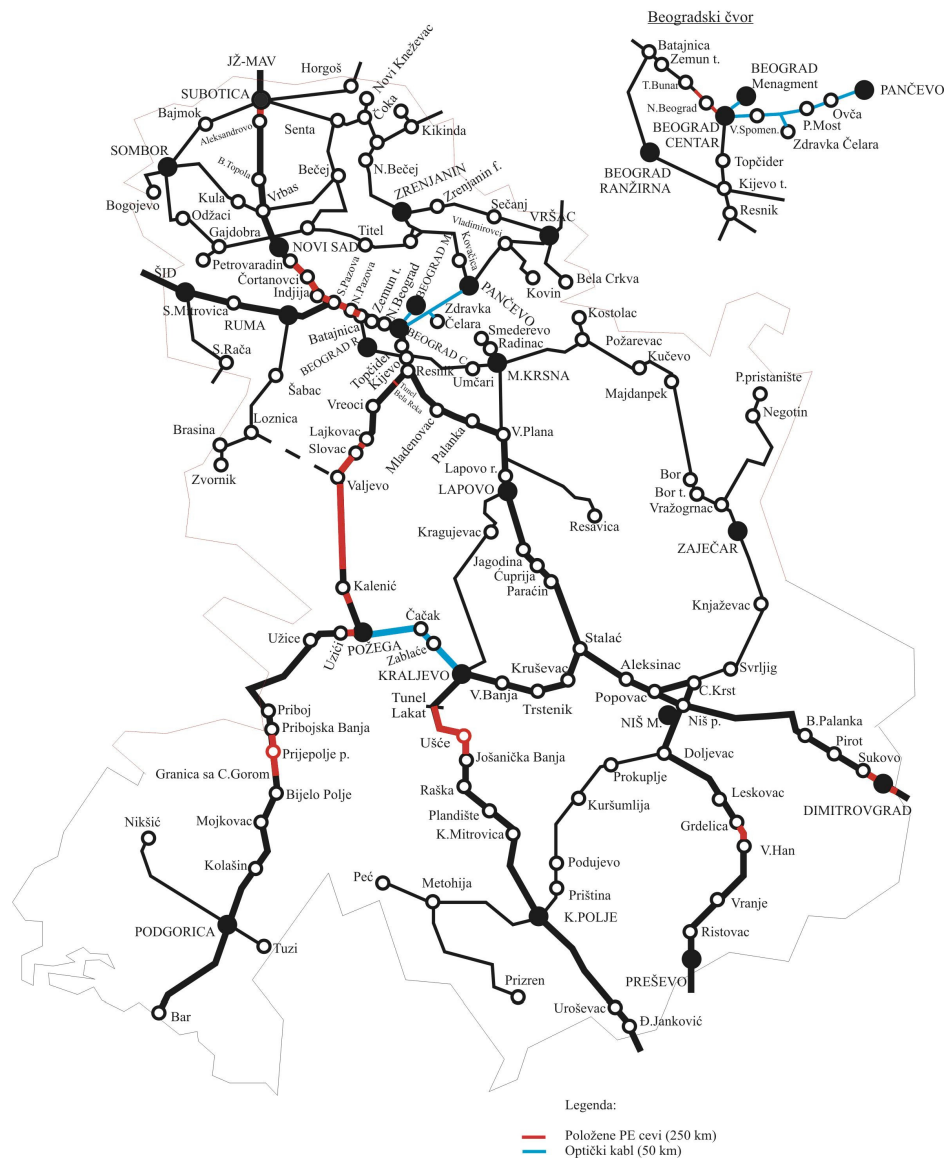 Beogradski čvor
Batajnica
Zemun t.
T.Bunar
N.Beograd
BEOGRAD
Menagment
PANČEVO
BEOGRAD
CENTAR
V.Spomen.
P.Most
Ovča
Zdravka Čelara
BEOGRAD
RANŽIRNA
Topčider
Kijevo t.
Resnik
JŽ-MAV
Horgoš
Novi Kneževac
SUBOTICA
Čoka
Bajmok
Aleksandrovo
Senta
Kikinda
SOMBOR
B.Topola
Bečej
N.Bečej
Vrbas
ZRENJANIN
Zrenjanin f.
Bogojevo
Kula
Odžaci
Sečanj
Gajdobra
Titel
Vladimirovci
VRŠAC
NOVI SAD
Kovačica
Petrovaradin
Čortanovci
Indjija
S.Pazova
N.Pazova
Zemun t.
N.Beograd
BEOGRAD M.
PANČEVO
Kovin
Bela Crkva
ŠID
S.Mitrovica
RUMA
Batajnica
BEOGRAD R.
BEOGRAD C.
Zdravka
Čelara
Smederevo
Radinac
Kostolac
Požarevac
S.Rača
Topčider
Kijevo
Resnik
Umčari
M.KRSNA
Kučevo
Majdanpek
P.pristanište
Šabac
Tunel
Bela Reka
Vreoci
Negotin
Loznica
Brasina
Lajkovac
Slovac
Mladenovac
Palanka
V.Plana
Zvornik
Valjevo
Lapovo r.
LAPOVO
Bor
Bor t.
Vražogrnac
Resavica
Kragujevac
ZAJEČAR
Jagodina
Ćuprija
Paraćin
Kalenić
Knjaževac
Čačak
Užice
Uzići
POŽEGA
Zablaće
Stalać
KRALJEVO
Kruševac
Aleksinac
Svrljig
V.Banja
Trstenik
Popovac
C.Krst
Tunel
Lakat
Priboj
NIŠ M.
Niš p.
Pribojska Banja
Ušće
B.Palanka
Prijepolje p.
Jošanička Banja
Doljevac
Pirot
Sukovo
Granica sa C.Gorom
Prokuplje
Raška
Bijelo Polje
Kuršumlija
Leskovac
DIMITROVGRAD
Plandište
Nikšić
Mojkovac
K.Mitrovica
Grdelica
V.Han
Kolašin
Podujevo
Peć
Metohija
Priština
Vranje
PODGORICA
K.POLJE
Ristovac
Tuzi
PREŠEVO
Prizren
Bar
Uroševac
Đ.Janković
Legenda:
Položene PE cevi (250 km)
Optički kabl (50 km)